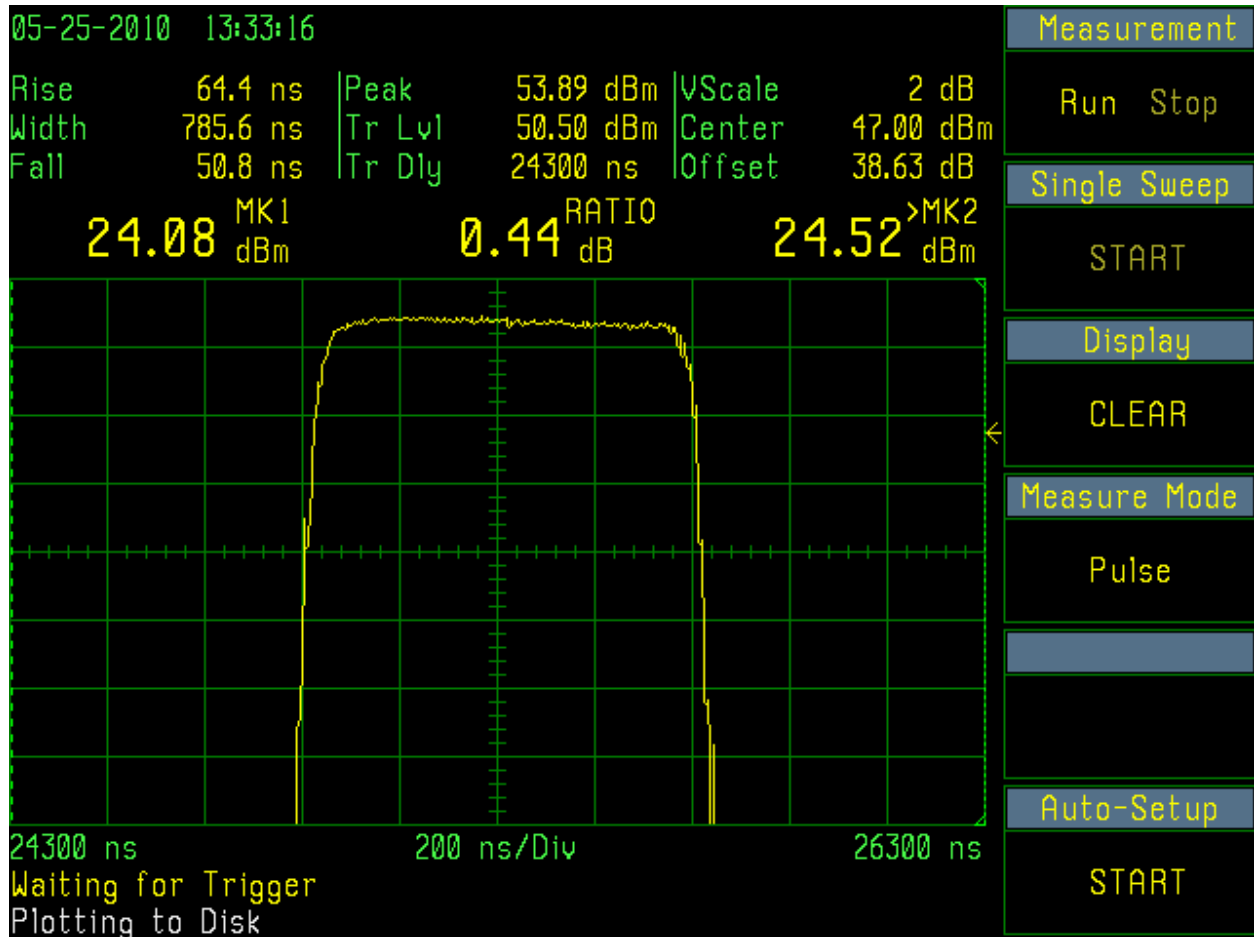 05-25-2010 13:33:16
Rise 64.4 ns Peak 53.89 dBm VScale 2 dB
Width 785.6 ns Tr Lvl 50.50 dBm Center 47.00 dBm
Fall 50.8 ns Tr Dly 24300 ns Offset 38.63 dB
24.08 MK1 dBm 0.44 RATIO dB 24.52 >MK2 dBm
24300 ns 200 ns/Div 26300 ns
Waiting for Trigger
Plotting to Disk
Measurement
Run Stop
Single Sweep
START
Display
CLEAR
Measure Mode
Pulse
Auto-Setup
START